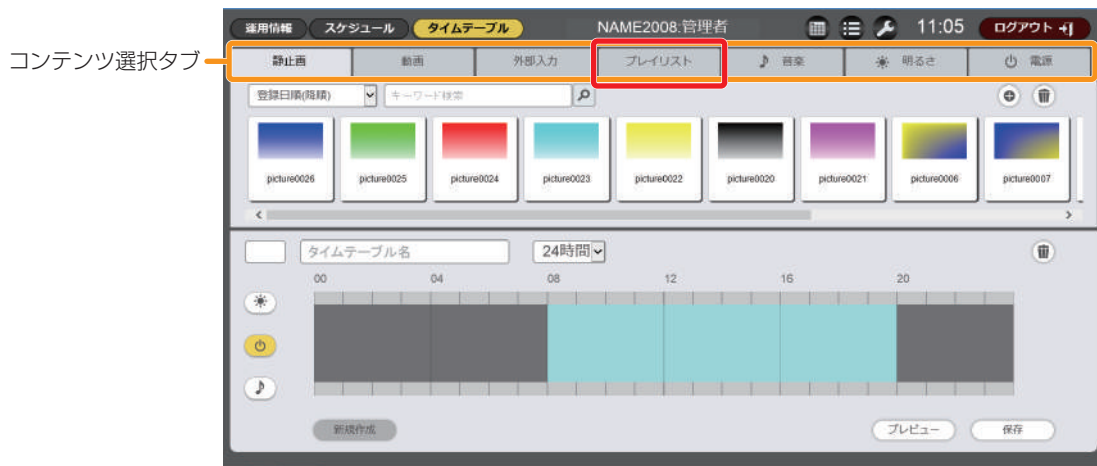 運用情報 スケジュール タイムテーブル NAME2008:管理者 11:05 ログアウト
コンテンツ選択タブ
静止画 動画 外部入力 プレイリスト 音楽 明るさ 電源
登録日順(降順) キーワード検索
picture0026 picture0025 picture0024 picture0023 picture0022 picture0020 picture0021 picture0006 picture0007
タイムテーブル名 24時間
00 04 08 12 16 20
新規作成 プレビュー 保存